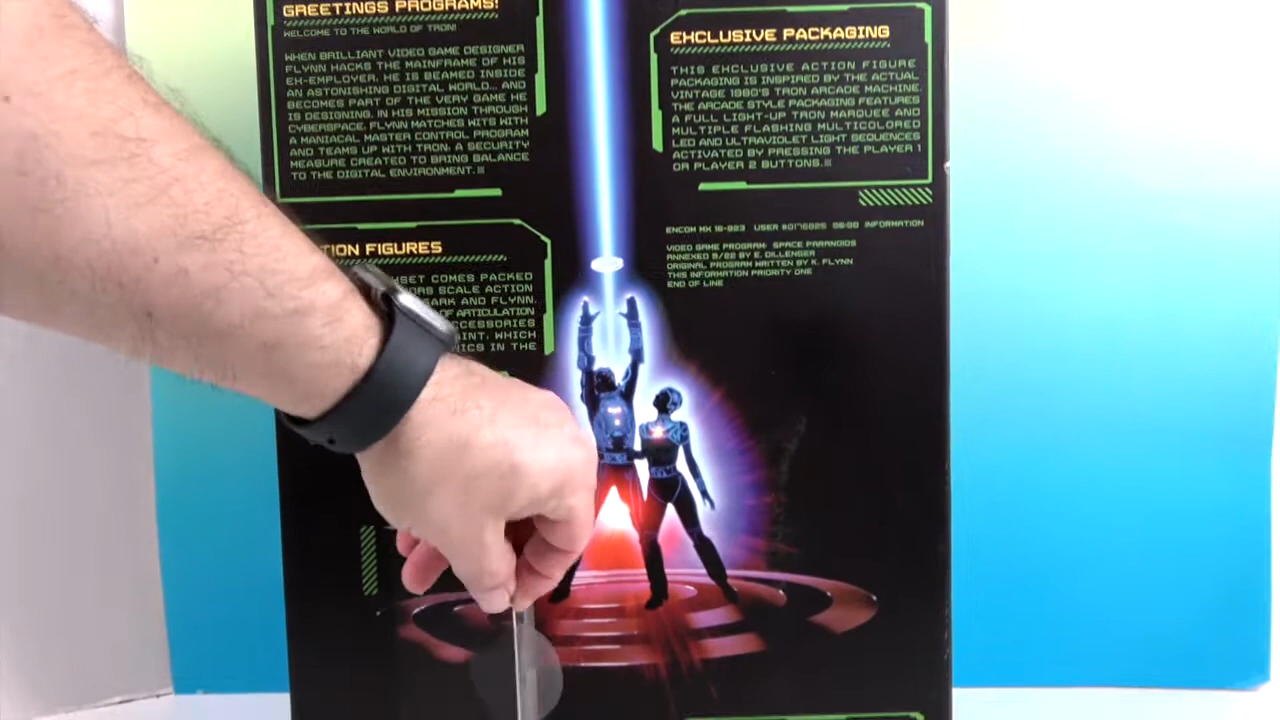 GREETINGS PROGRAMS!
WELCOME TO THE WORLD OF TRON!
WHEN BRILLIANT VIDEO GAME DESIGNER
FLYNN HACKS THE MAINFRAME OF HIS
EX-EMPLOYER, HE IS BEAMED INSIDE
AN ASTONISHING DIGITAL WORLD... AND
BECOMES PART OF THE VERY GAME HE
IS DESIGNING. IN HIS MISSION THROUGH
CYBERSPACE, FLYNN MATCHES WITS WITH
A MANIACAL MASTER CONTROL PROGRAM
AND TEAMS UP WITH TRON, A SECURITY
MEASURE CREATED TO BRING BALANCE
TO THE DIGITAL ENVIRONMENT.
TION FIGURES
SET COMES PACKED
ORS SCALE ACTION
SARK AND FLYNN.
OF ARTICULATION
CCESSORIES
AINT, WHICH
NICS IN THE
EXCLUSIVE PACKAGING
THIS EXCLUSIVE ACTION FIGURE
PACKAGING IS INSPIRED BY THE ACTUAL
VINTAGE 1980'S TRON ARCADE MACHINE.
THE ARCADE STYLE PACKAGING FEATURES
A FULL LIGHT-UP TRON MARQUEE AND
MULTIPLE FLASHING MULTICOLORED
LED AND ULTRAVIOLET LIGHT SEQUENCES
ACTIVATED BY PRESSING THE PLAYER 1
OR PLAYER 2 BUTTONS.
ENCOM MX 16-923 USER #0176825 06:00 INFORMATION
VIDEO GAME PROGRAM: SPACE PARANOIDS
ANNEXED 9/22 BY E. DILLENGER
ORIGINAL PROGRAM WRITTEN BY K. FLYNN
THIS INFORMATION PRIORITY ONE
END OF LINE